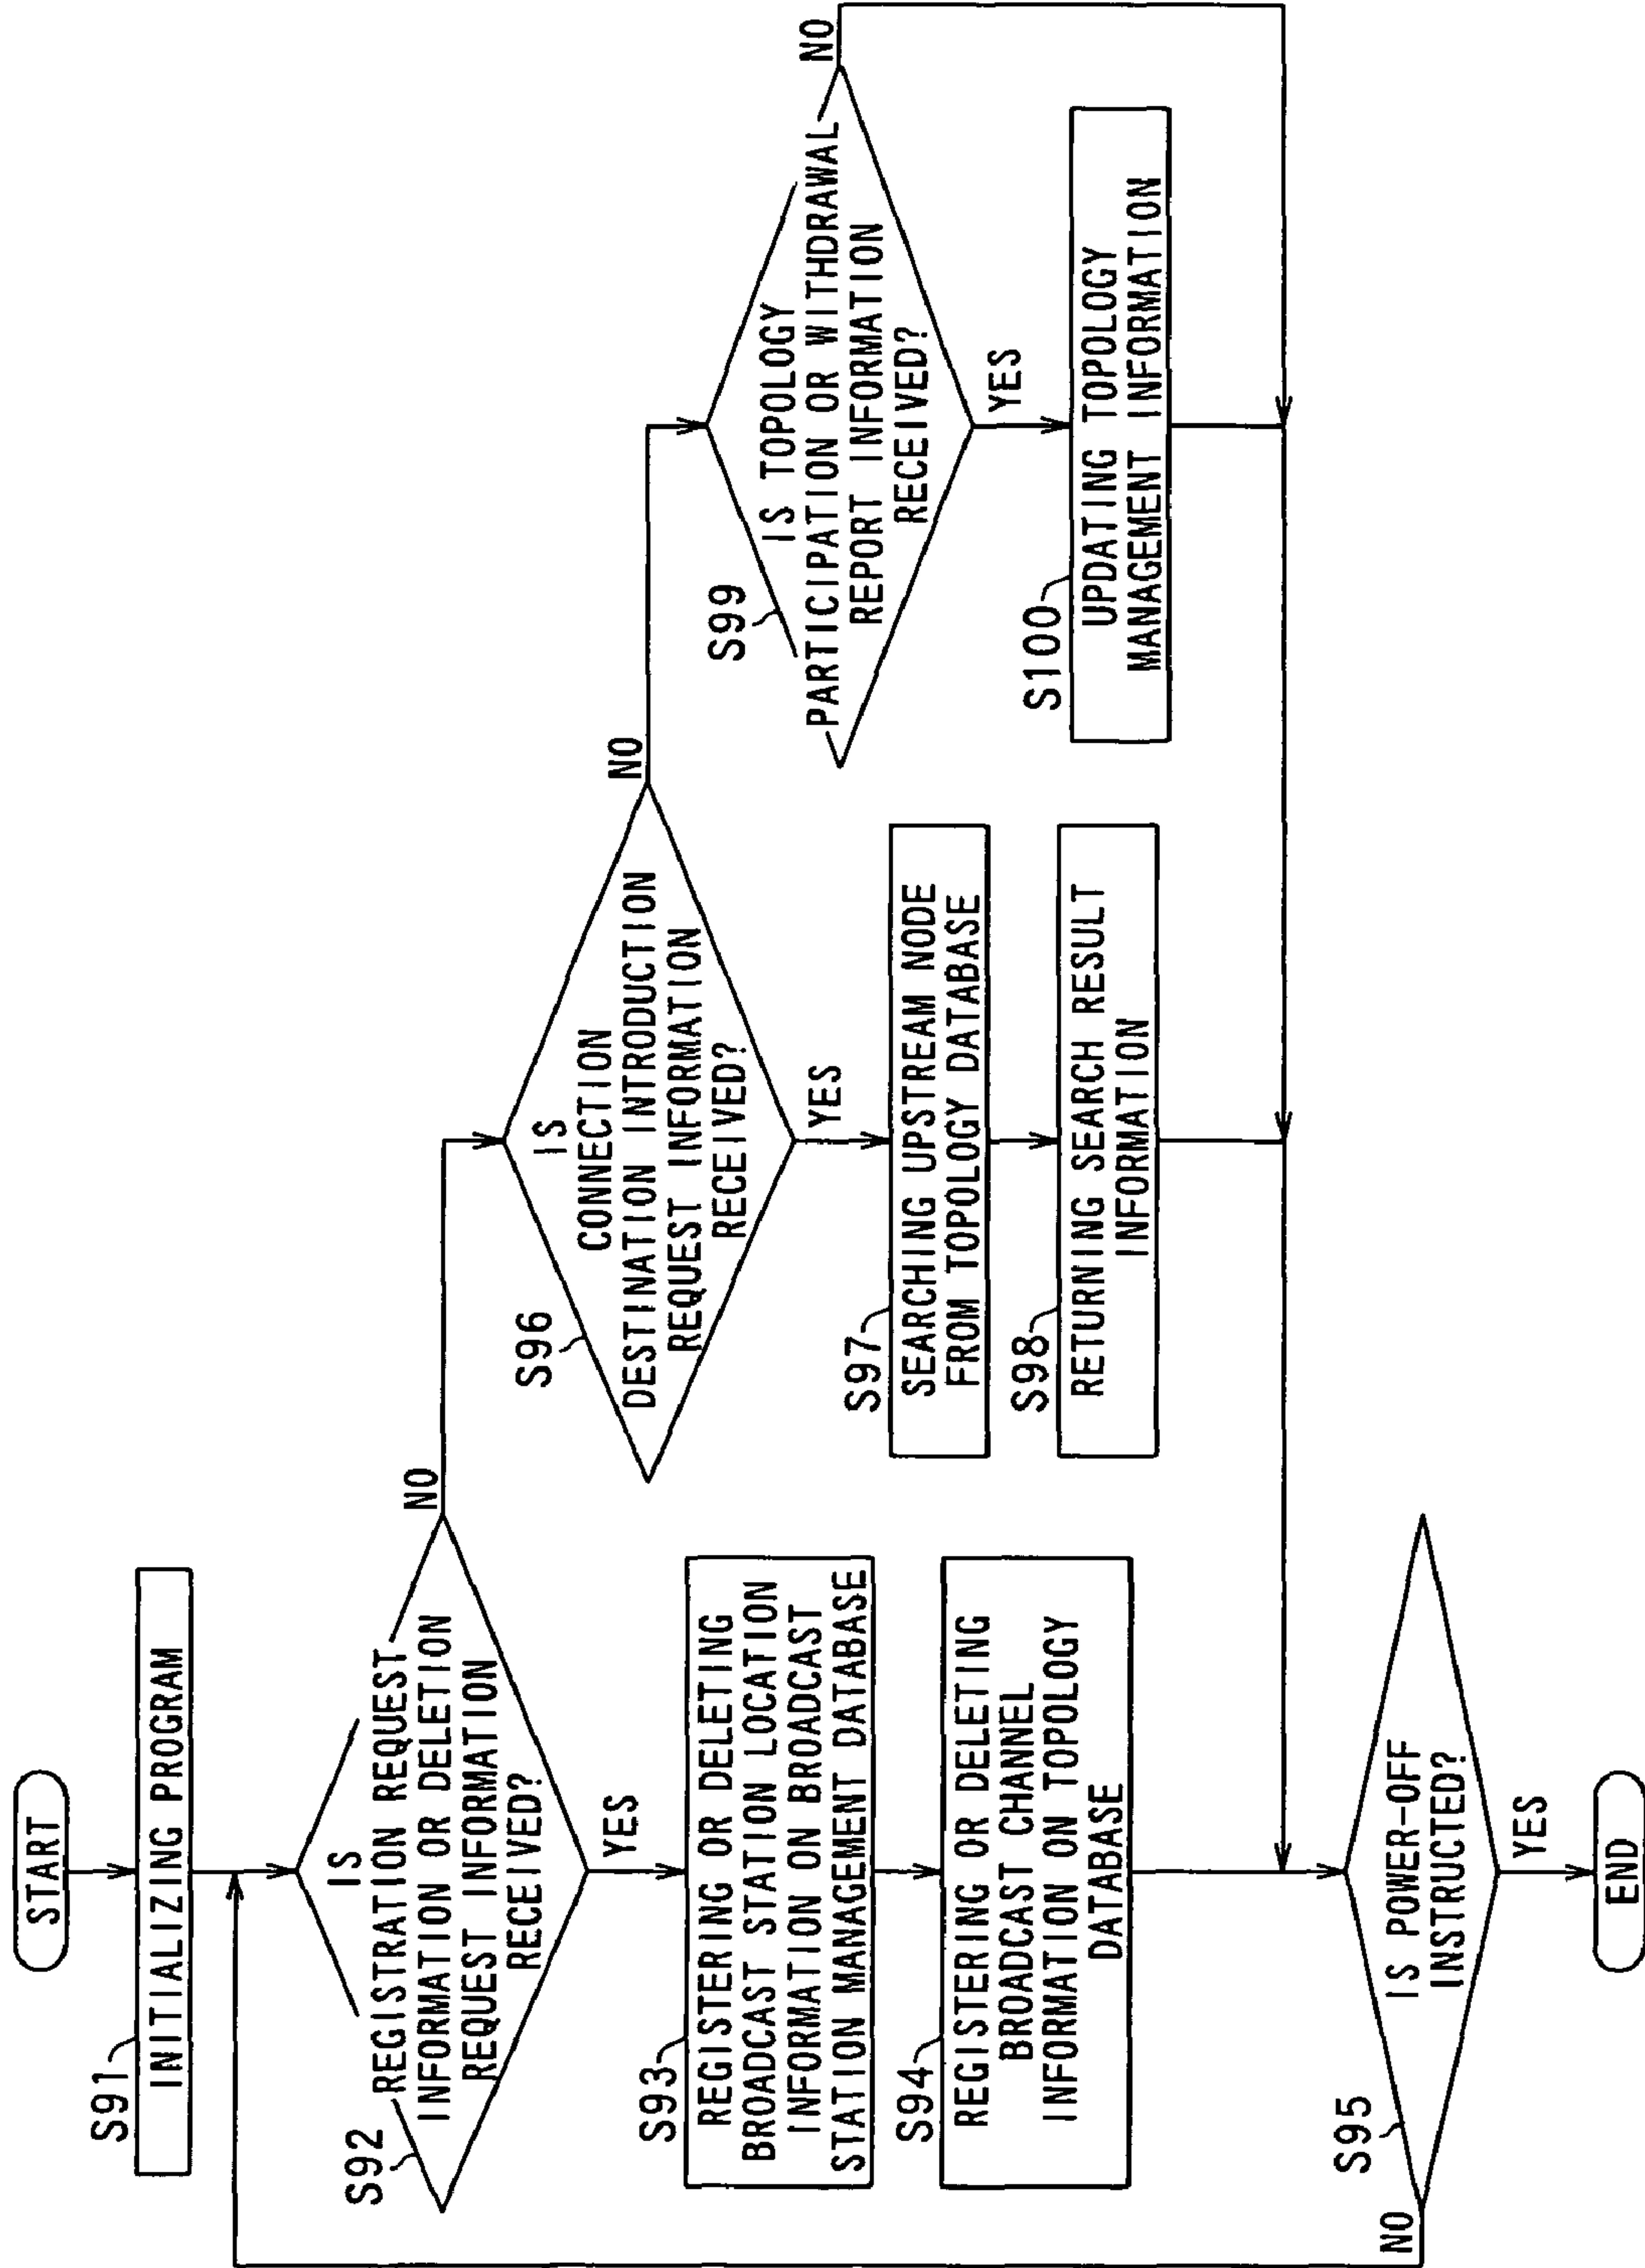 START
S91
INITIALIZING PROGRAM
S92
IS
REGISTRATION REQUEST
INFORMATION OR DELETION
REQUEST INFORMATION
RECEIVED?
NO
YES
S93
REGISTERING OR DELETING
BROADCAST STATION LOCATION
INFORMATION ON BROADCAST
STATION MANAGEMENT DATABASE
S94
REGISTERING OR DELETING
BROADCAST CHANNEL
INFORMATION ON TOPOLOGY
DATABASE
S95
IS POWER-OFF
INSTRUCTED?
NO
YES
END
S96
IS
CONNECTION
DESTINATION INTRODUCTION
REQUEST INFORMATION
RECEIVED?
NO
YES
S97
SEARCHING UPSTREAM NODE
FROM TOPOLOGY DATABASE
S98
RETURNING SEARCH RESULT
INFORMATION
S99
IS TOPOLOGY
PARTICIPATION OR WITHDRAWAL
REPORT INFORMATION
RECEIVED?
NO
YES
S100
UPDATING TOPOLOGY
MANAGEMENT INFORMATION